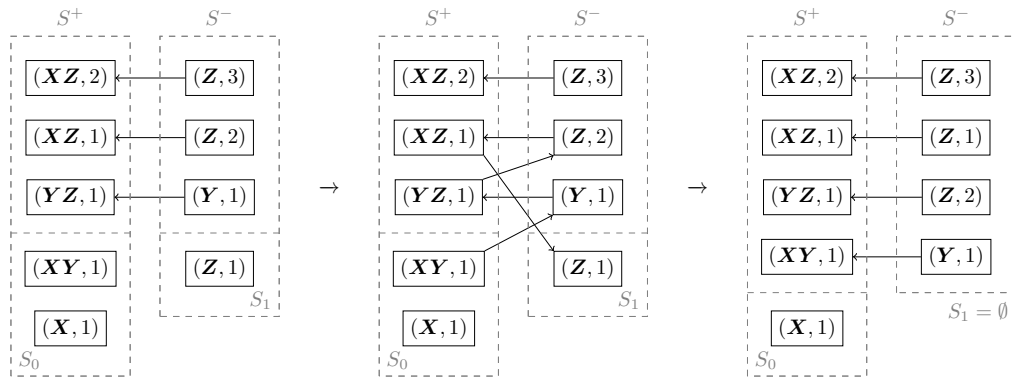 S⁺ S⁻ S⁺ S⁻ S⁺ S⁻
(XZ, 2) (Z, 3) (XZ, 2) (Z, 3) (XZ, 2) (Z, 3)
(XZ, 1) (Z, 2) (XZ, 1) (Z, 2) (XZ, 1) (Z, 1)
(YZ, 1) (Y, 1) → (YZ, 1) (Y, 1) → (YZ, 1) (Z, 2)
(XY, 1) (Z, 1) (XY, 1) (Z, 1) (XY, 1) (Y, 1)
S₁ S₁ S₁ = ∅
(X, 1) (X, 1) (X, 1)
S₀ S₀ S₀